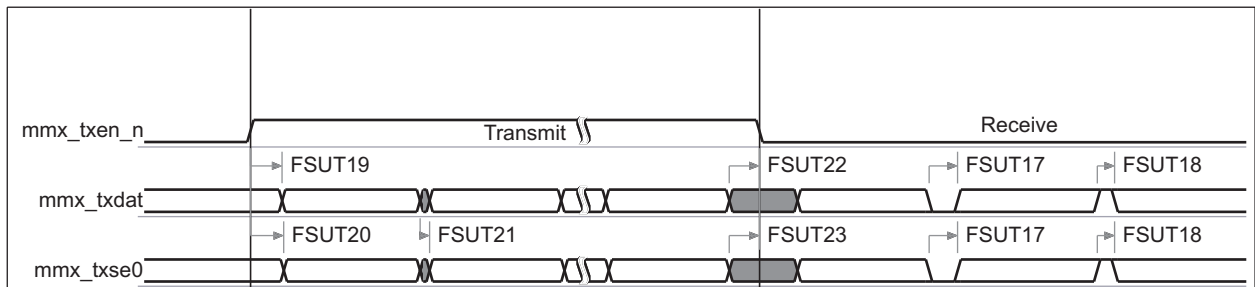 mmx_txen_n Transmit Receive
FSUT19 FSUT22 FSUT17 FSUT18
mmx_txdat
FSUT20 FSUT21 FSUT23 FSUT17 FSUT18
mmx_txse0